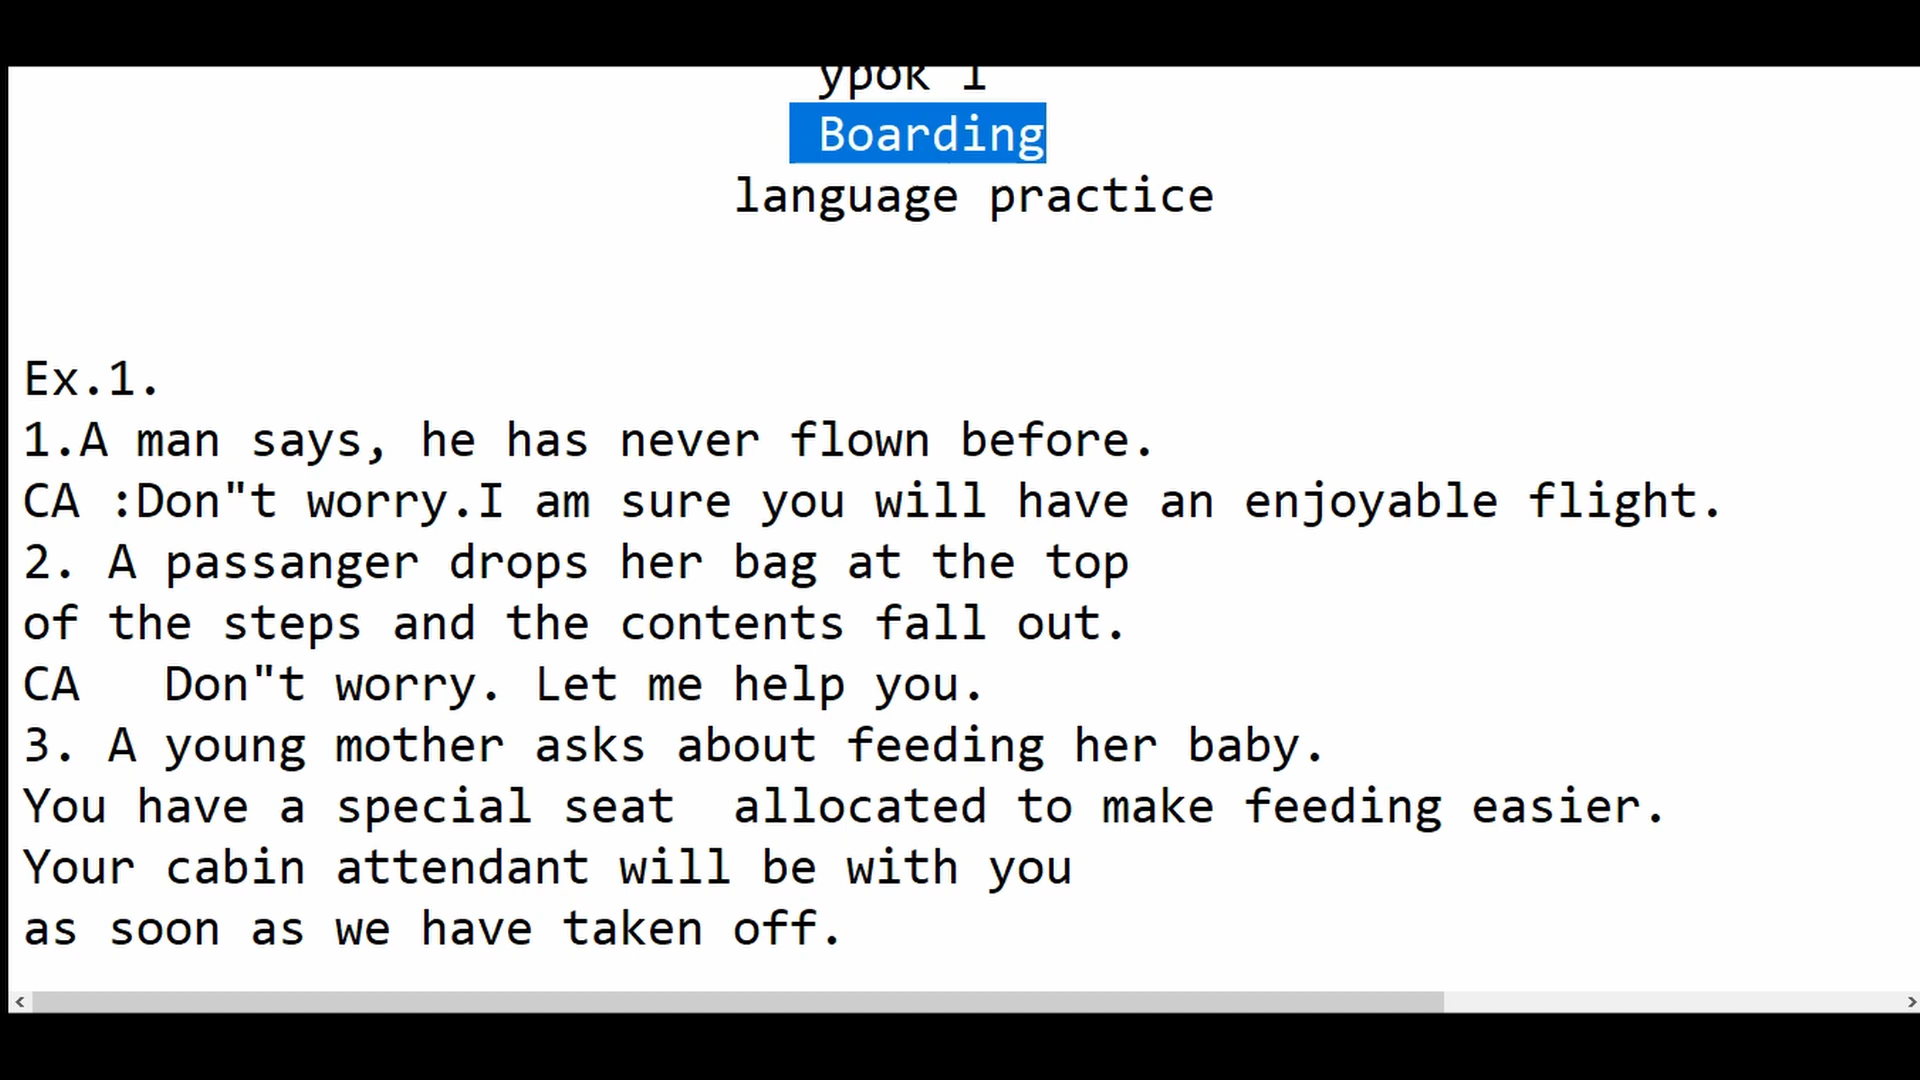 урок 1
Boarding
language practice
Ex.1.
1.A man says, he has never flown before.
CA :Don"t worry.I am sure you will have an enjoyable flight.
2. A passanger drops her bag at the top
of the steps and the contents fall out.
CA   Don"t worry. Let me help you.
3. A young mother asks about feeding her baby.
You have a special seat  allocated to make feeding easier.
Your cabin attendant will be with you
as soon as we have taken off.